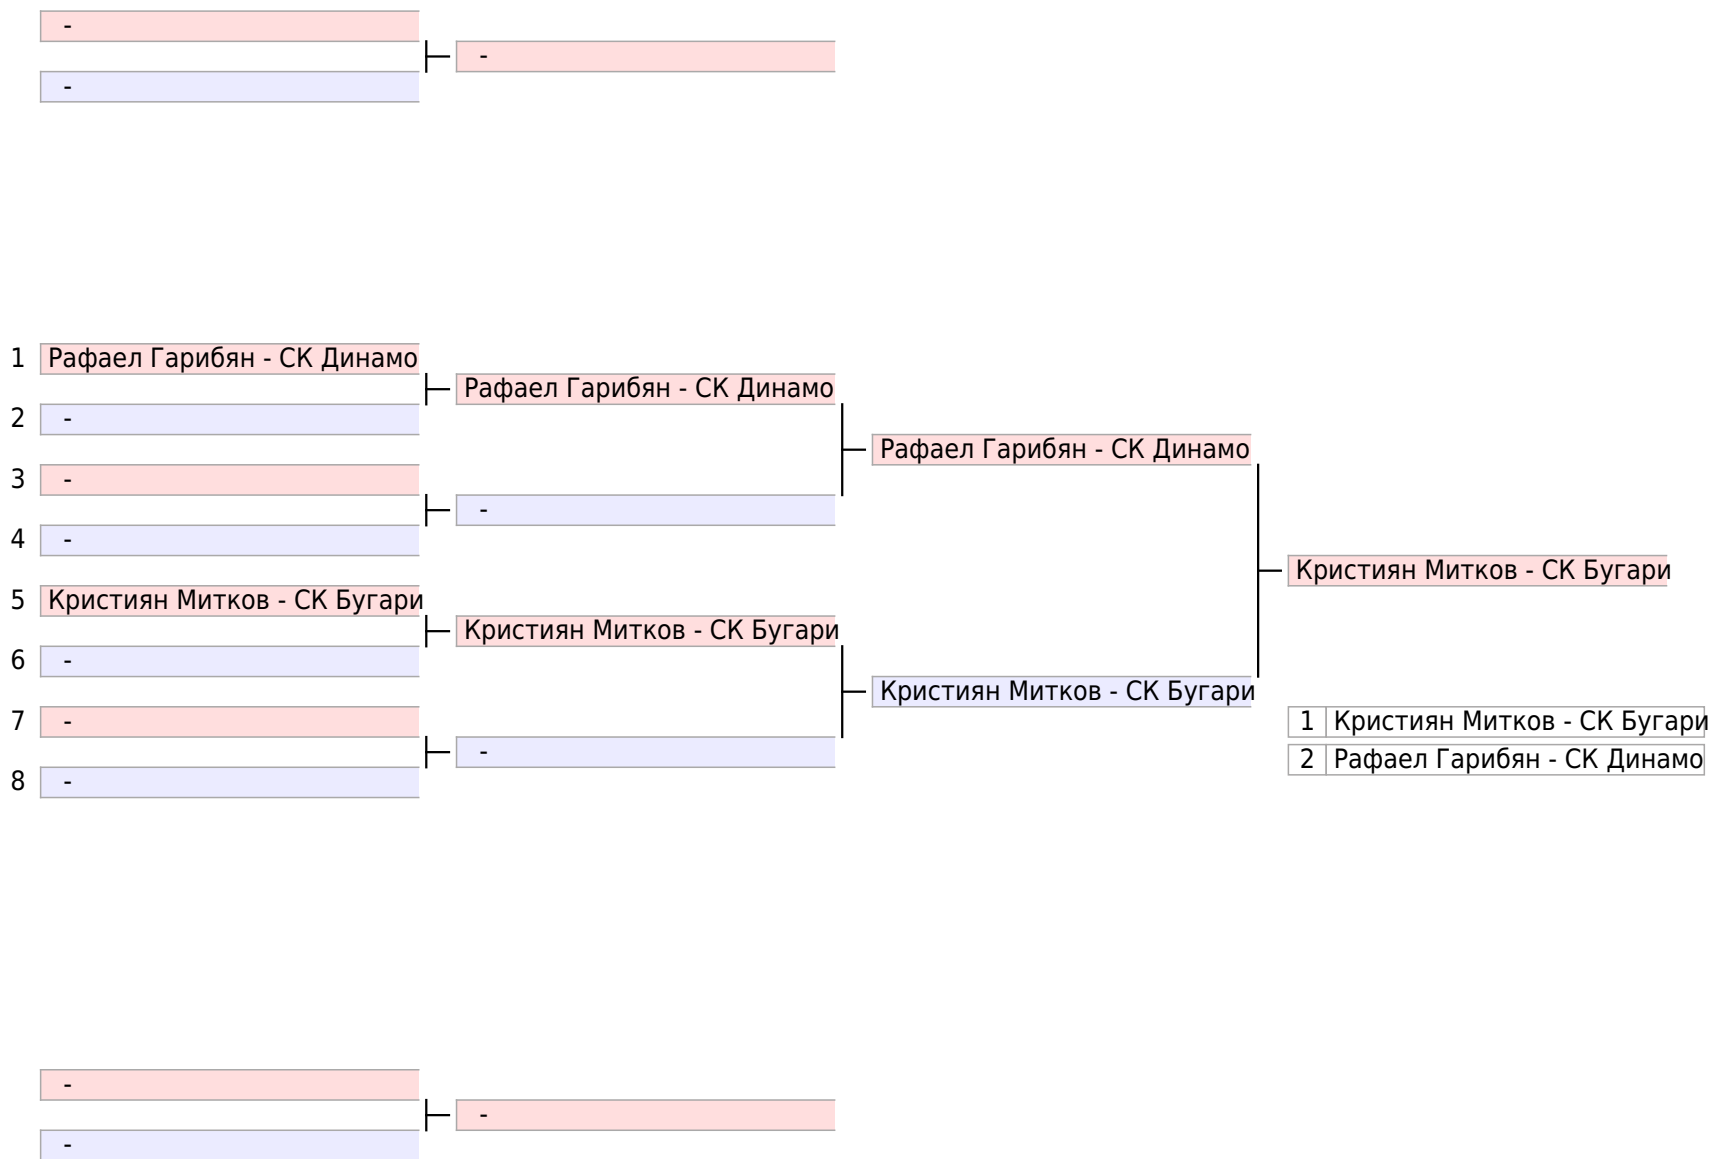 -
-
-
1 Рафаел Гарибян - СК Динамо
Рафаел Гарибян - СК Динамо
2 -
Рафаел Гарибян - СК Динамо
3 -
-
4 -
Кристиян Митков - СК Бугари
5 Кристиян Митков - СК Бугари
Кристиян Митков - СК Бугари
6 -
Кристиян Митков - СК Бугари
7 -
1 Кристиян Митков - СК Бугари
-
2 Рафаел Гарибян - СК Динамо
8 -
-
-
-